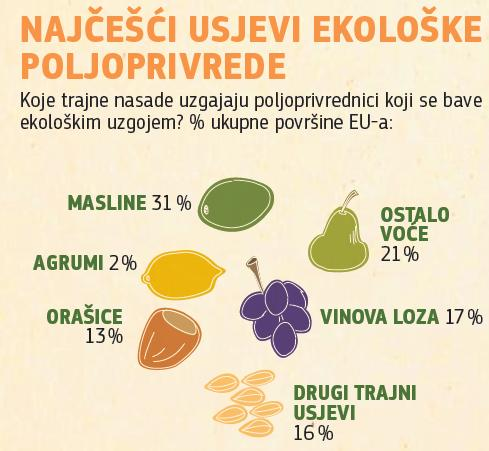 NAJČEŠĆI USJEVI EKOLOŠKE
POLJOPRIVREDE
Koje trajne nasade uzgajaju poljoprivrednici koji se bave
ekološkim uzgojem? % ukupne površine EU-a:
MASLINE 31 %
OSTALO
VOĆE
21 %
AGRUMI 2 %
ORAŠICE
13 %
VINOVA LOZA 17 %
DRUGI TRAJNI
USJEVI
16 %